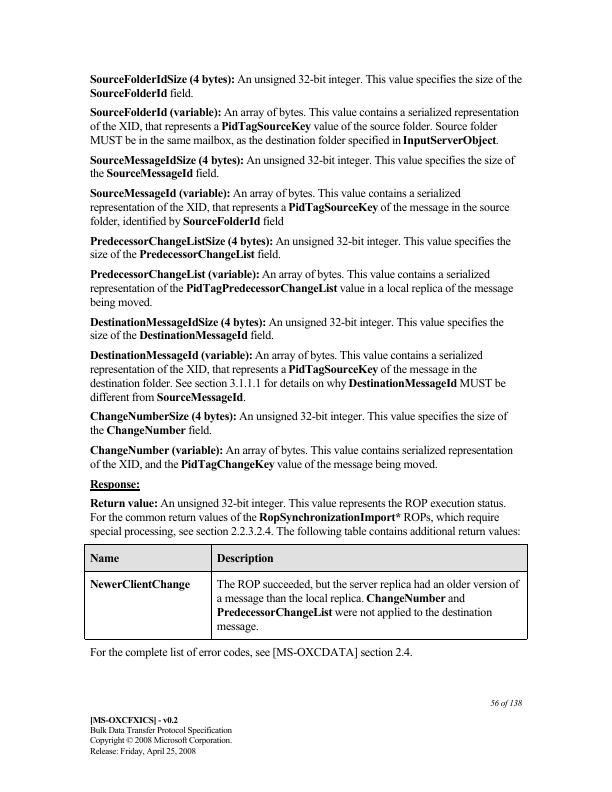 SourceFolderIdSize (4 bytes): An unsigned 32-bit integer. This value specifies the size of the
SourceFolderId field.
SourceFolderId (variable): An array of bytes. This value contains a serialized representation
of the XID, that represents a PidTagSourceKey value of the source folder. Source folder
MUST be in the same mailbox, as the destination folder specified in InputServerObject.
SourceMessageIdSize (4 bytes): An unsigned 32-bit integer. This value specifies the size of
the SourceMessageId field.
SourceMessageId (variable): An array of bytes. This value contains a serialized
representation of the XID, that represents a PidTagSourceKey of the message in the source
folder, identified by SourceFolderId field
PredecessorChangeListSize (4 bytes): An unsigned 32-bit integer. This value specifies the
size of the PredecessorChangeList field.
PredecessorChangeList (variable): An array of bytes. This value contains a serialized
representation of the PidTagPredecessorChangeList value in a local replica of the message
being moved.
DestinationMessageIdSize (4 bytes): An unsigned 32-bit integer. This value specifies the
size of the DestinationMessageId field.
DestinationMessageId (variable): An array of bytes. This value contains a serialized
representation of the XID, that represents a PidTagSourceKey of the message in the
destination folder. See section 3.1.1.1 for details on why DestinationMessageId MUST be
different from SourceMessageId.
ChangeNumberSize (4 bytes): An unsigned 32-bit integer. This value specifies the size of
the ChangeNumber field.
ChangeNumber (variable): An array of bytes. This value contains serialized representation
of the XID, and the PidTagChangeKey value of the message being moved.
Response:
Return value: An unsigned 32-bit integer. This value represents the ROP execution status.
For the common return values of the RopSynchronizationImport* ROPs, which require
special processing, see section 2.2.3.2.4. The following table contains additional return values:
Name Description
NewerClientChange The ROP succeeded, but the server replica had an older version of
a message than the local replica. ChangeNumber and
PredecessorChangeList were not applied to the destination
message.
For the complete list of error codes, see [MS-OXCDATA] section 2.4.
56 of 138
[MS-OXCFXICS] - v0.2
Bulk Data Transfer Protocol Specification
Copyright © 2008 Microsoft Corporation.
Release: Friday, April 25, 2008